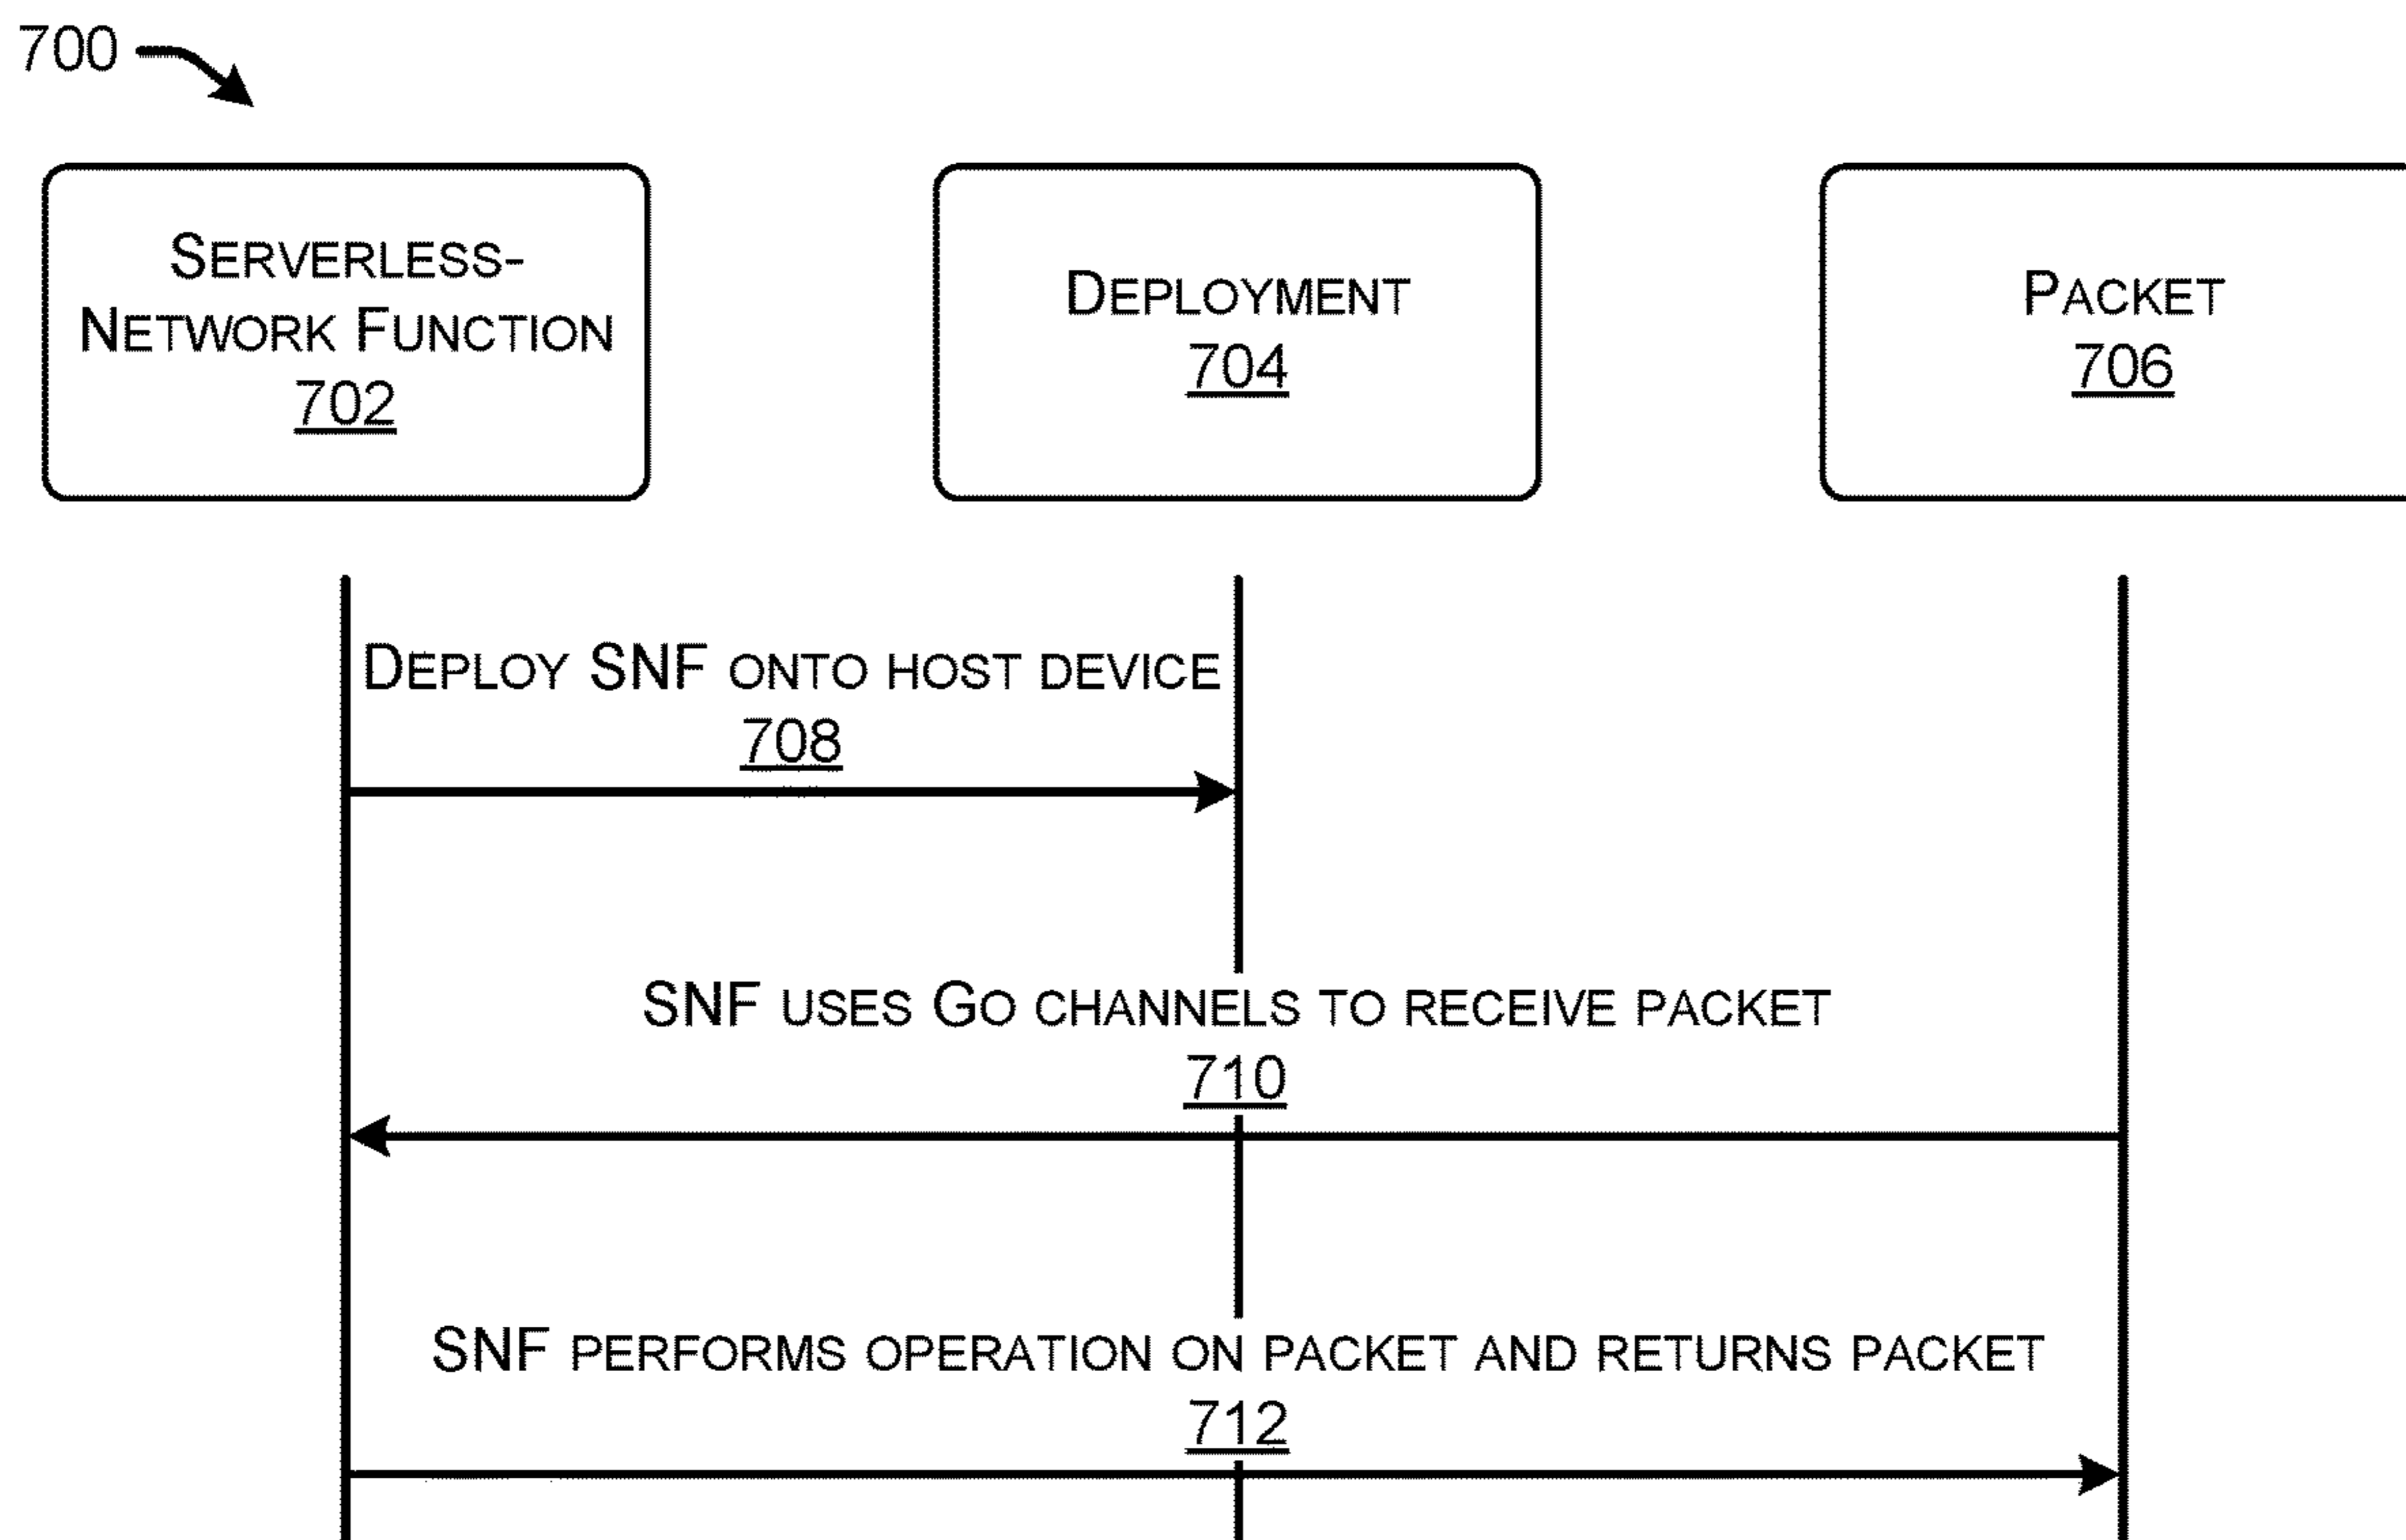 700
SERVERLESS-
NETWORK FUNCTION
702
DEPLOYMENT
704
PACKET
706
DEPLOY SNF ONTO HOST DEVICE
708
SNF USES GO CHANNELS TO RECEIVE PACKET
710
SNF PERFORMS OPERATION ON PACKET AND RETURNS PACKET
712